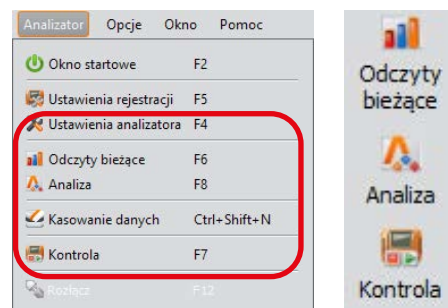 Analizator Opcje Okno Pomoc
Okno startowe F2
Ustawienia rejestracji F5
Ustawienia analizatora F4
Odczyty bieżące F6
Analiza F8
Kasowanie danych Ctrl+Shift+N
Kontrola F7
Rozłącz F12
Odczyty
bieżące
Analiza
Kontrola